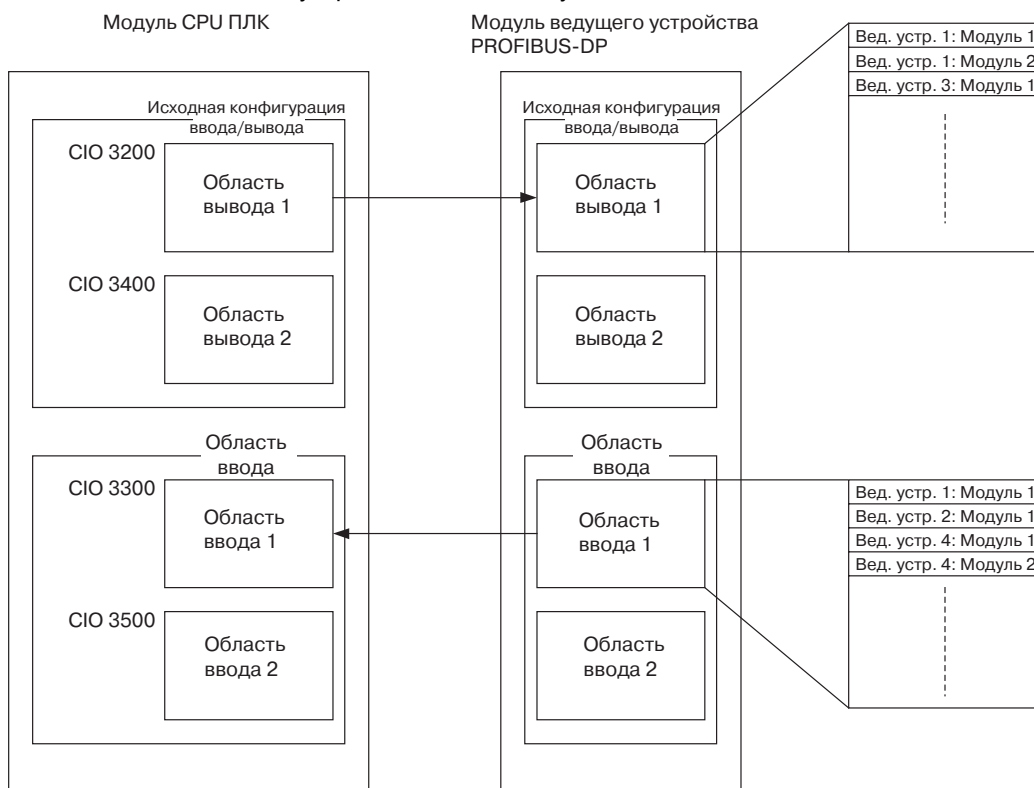 Модуль CPU ПЛК
Модуль ведущего устройства
PROFIBUS-DP
Вед. устр. 1: Модуль 1
Вед. устр. 1: Модуль 2
Вед. устр. 3: Модуль 1
Исходная конфигурация
ввода/вывода
CIO 3200
Область
вывода 1
CIO 3400
Область
вывода 2
Исходная конфигурация
ввода/вывода
Область
вывода 1
Область
вывода 2
Область
ввода
CIO 3300
Область
ввода 1
CIO 3500
Область
ввода 2
Область
ввода
Область
ввода 1
Область
ввода 2
Вед. устр. 1: Модуль 1
Вед. устр. 2: Модуль 1
Вед. устр. 4: Модуль 1
Вед. устр. 4: Модуль 2